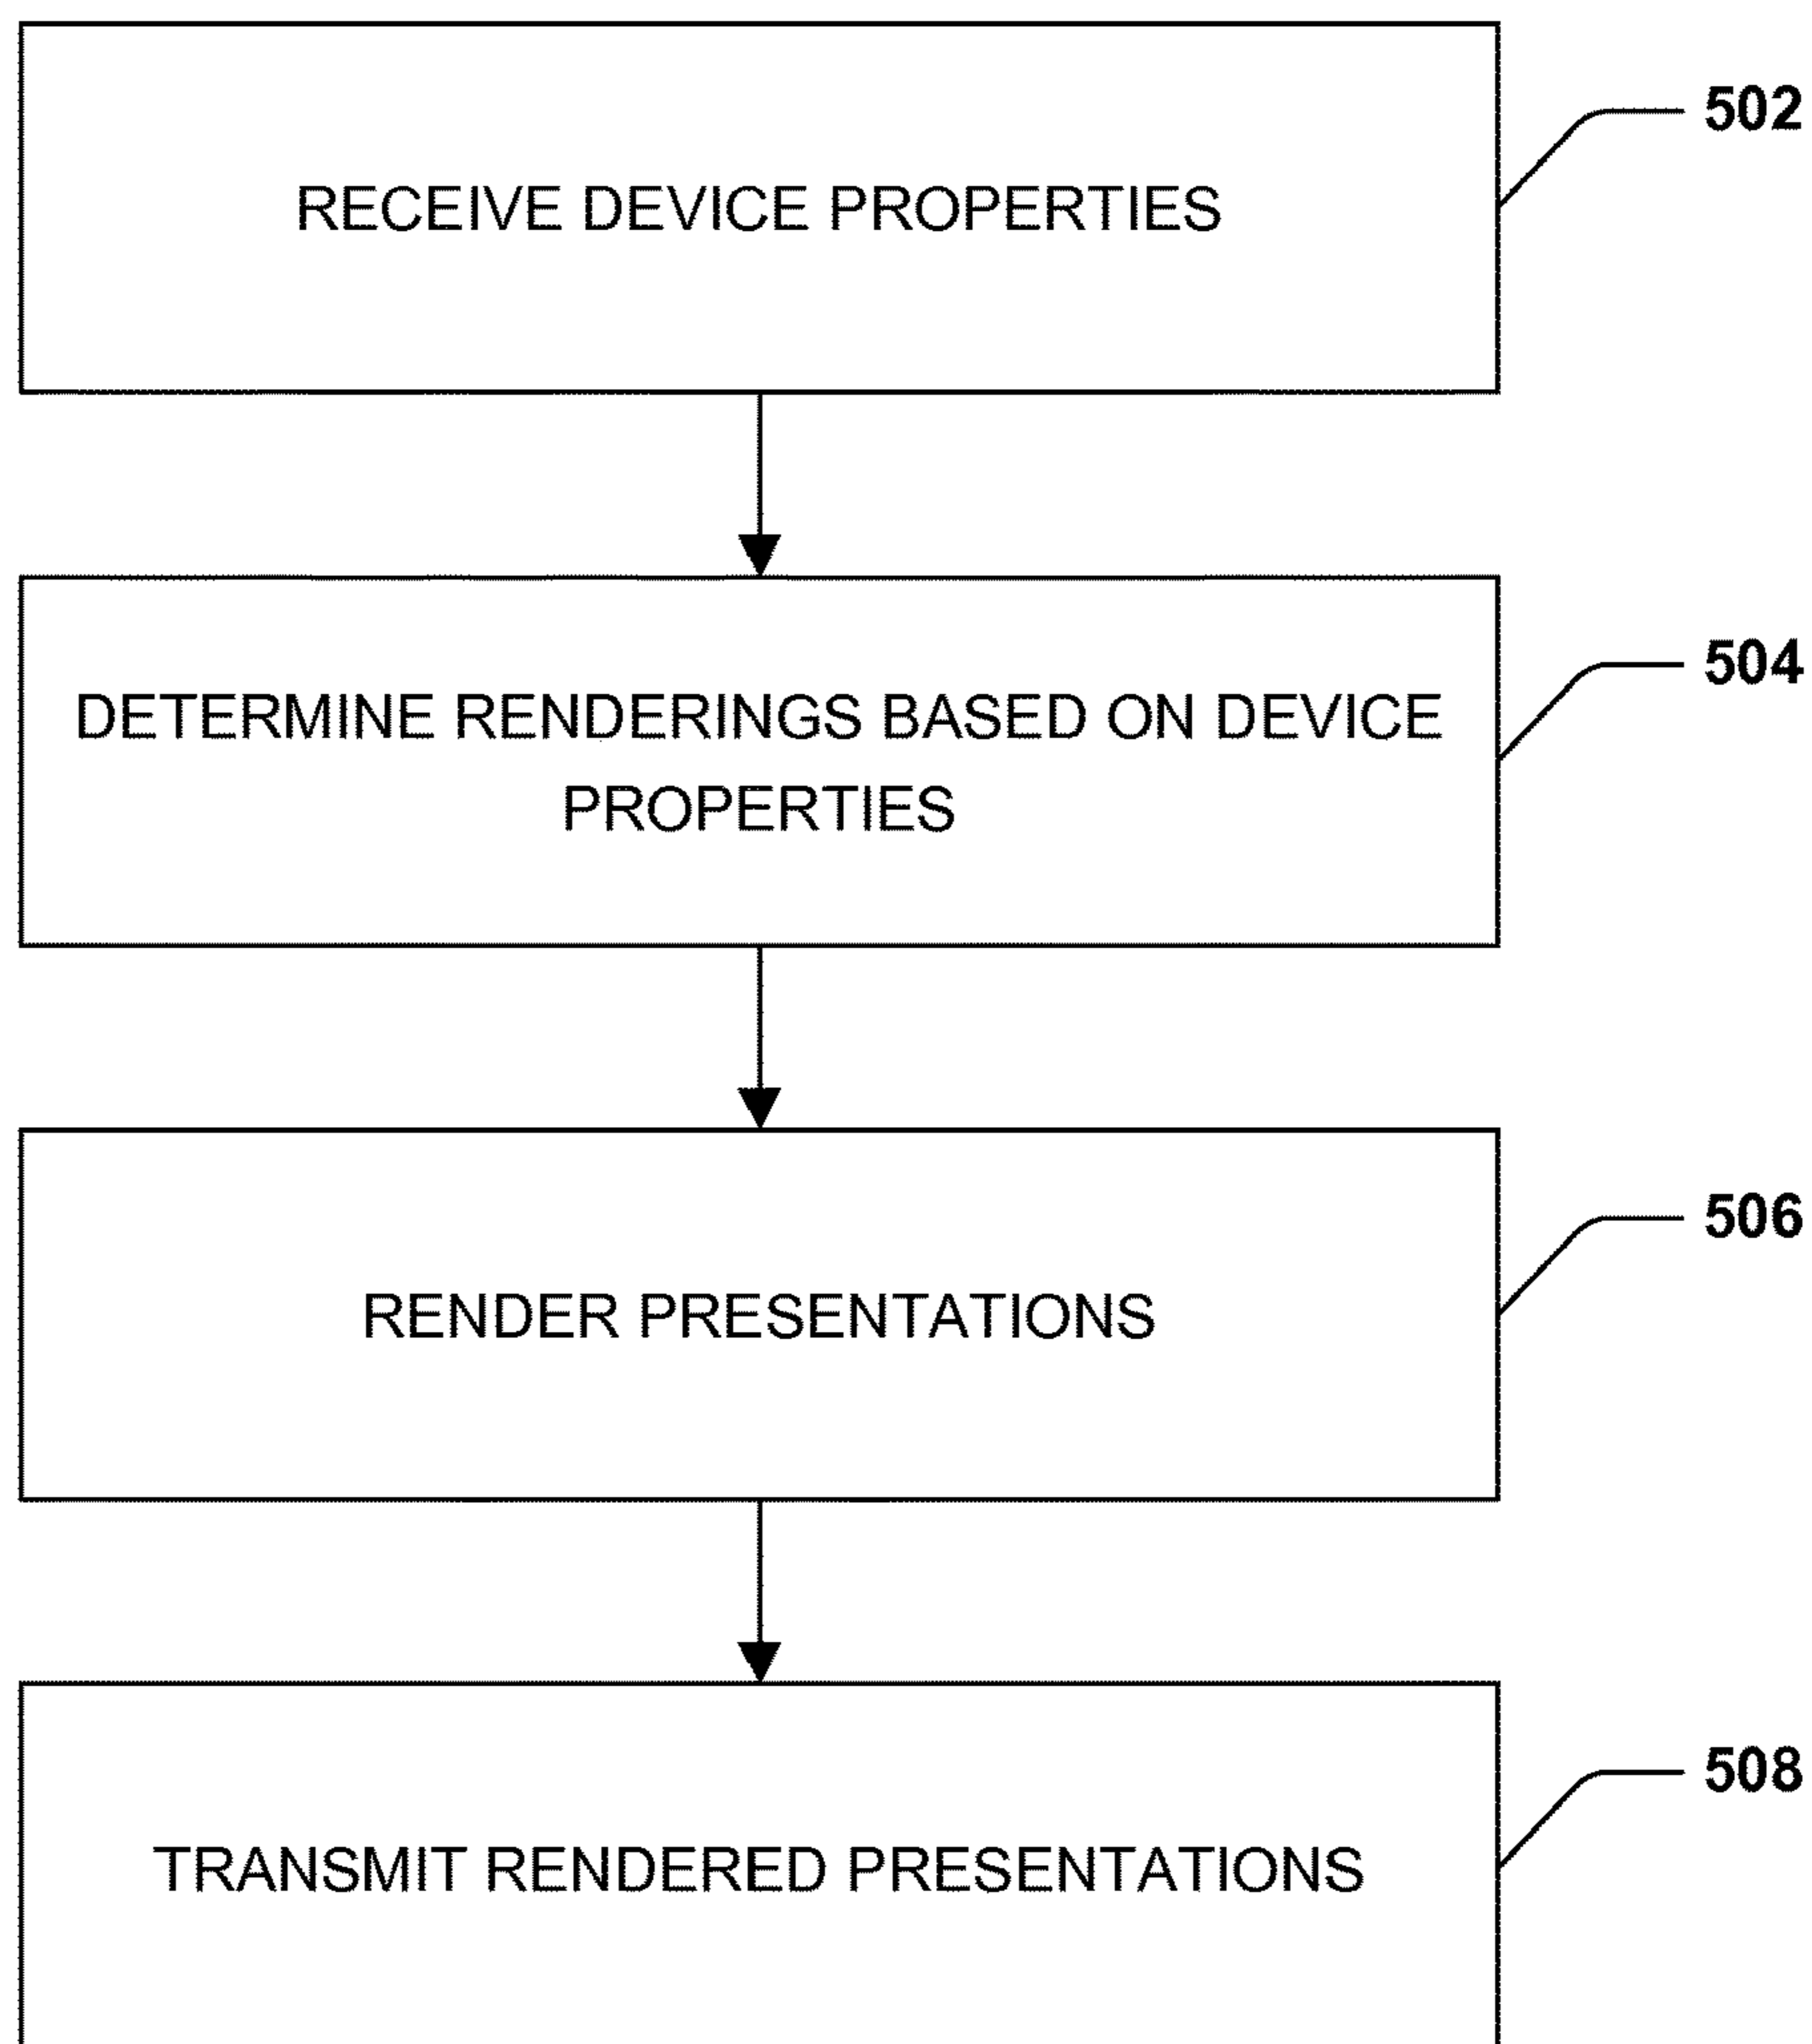 502
RECEIVE DEVICE PROPERTIES
504
DETERMINE RENDERINGS BASED ON DEVICE
PROPERTIES
506
RENDER PRESENTATIONS
508
TRANSMIT RENDERED PRESENTATIONS